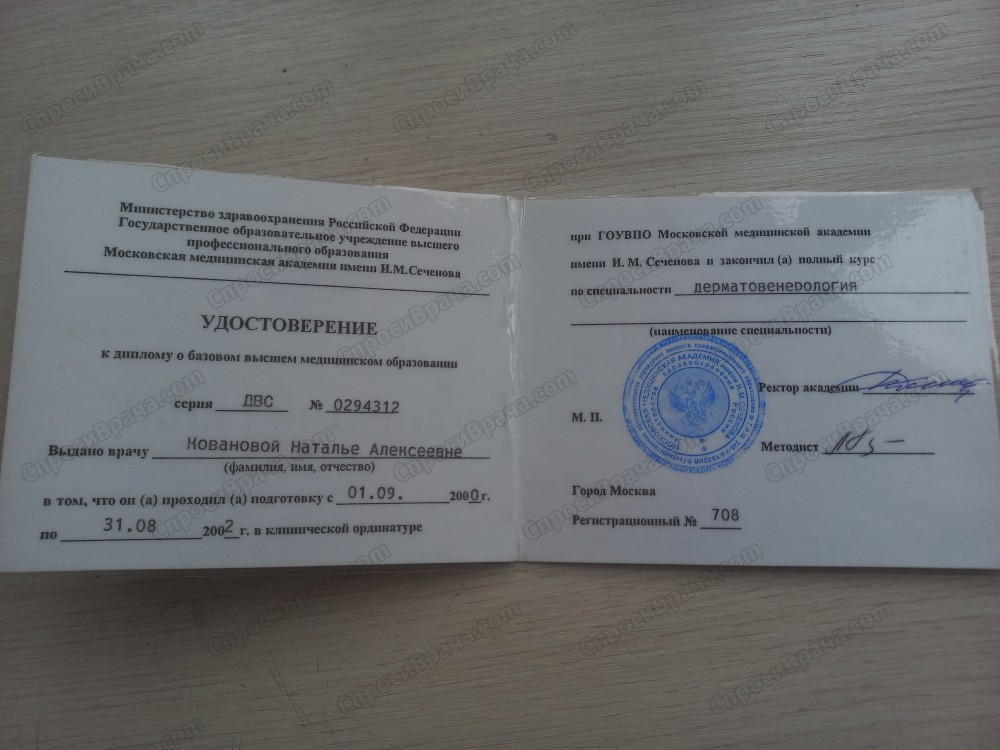 Министерство здравоохранения Российской Федерации
Государственное образовательное учреждение высшего
профессионального образования
Московская медицинская академия имени И.М.Сеченова
УДОСТОВЕРЕНИЕ
к диплому о базовом высшем медицинском образовании
серия ДВС № 0294312
Выдано врачу Ковановой Наталье Алексеевне
(фамилия, имя, отчество)
в том, что он (а) проходил (а) подготовку с 01.09. 2000г.
по 31.08 2002г. в клинической ординатуре
при ГОУВПО Московской медицинской академии
имени И. М. Сеченова и закончил (а) полный курс
по специальности дерматовенерология
(наименование специальности)
Ректор академии
М. П.
Методист
Город Москва
Регистрационный № 708
СпросиВрача.com